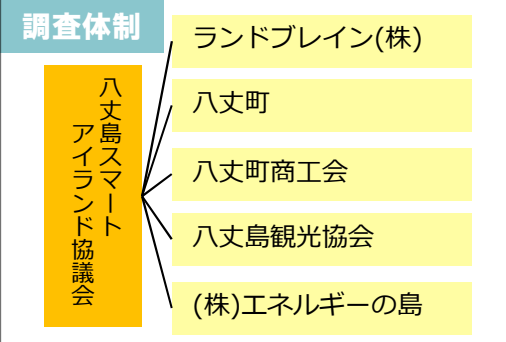 調査体制
八丈島スマート
アイランド協議会
ランドブレイン(株)
八丈町
八丈町商工会
八丈島観光協会
(株)エネルギーの島